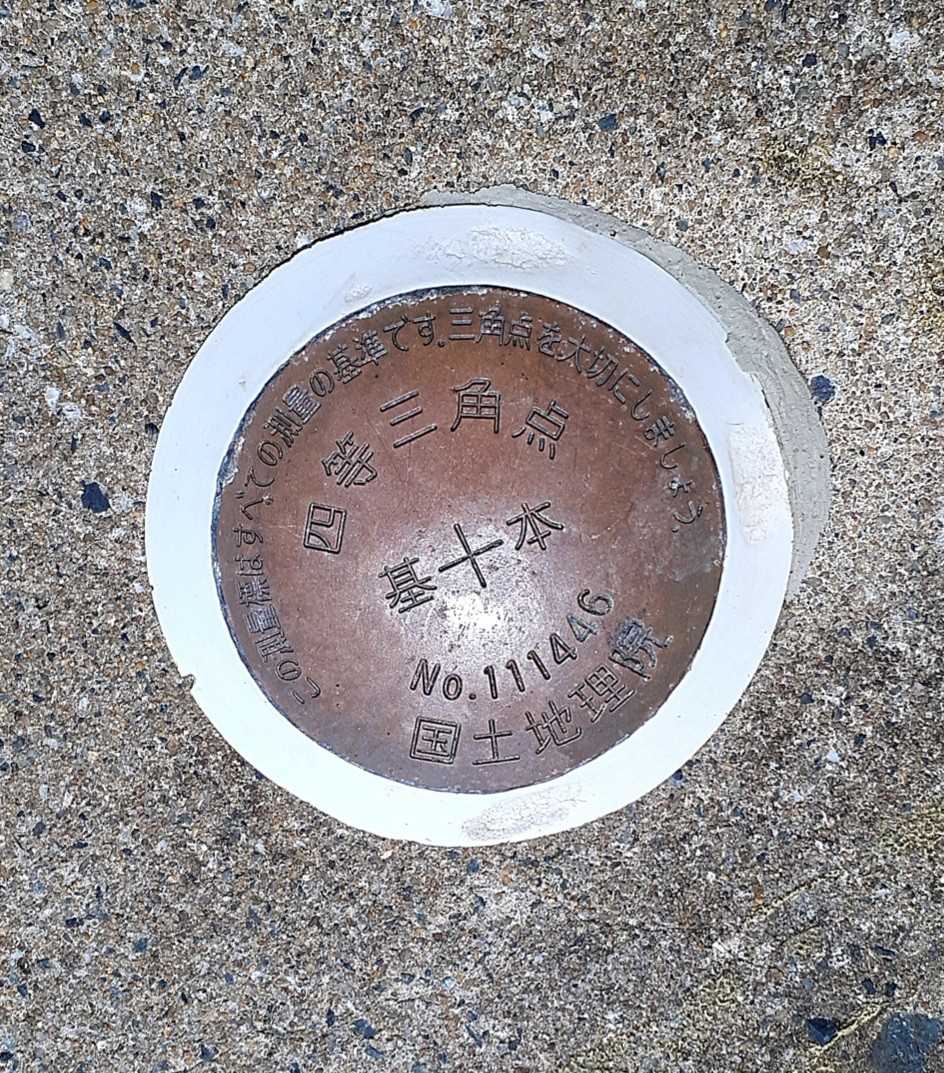 この測量標はすべての測量の基準です。三角点を大切にしましょう。
四等三角点
基本
No.111446
国土地理院